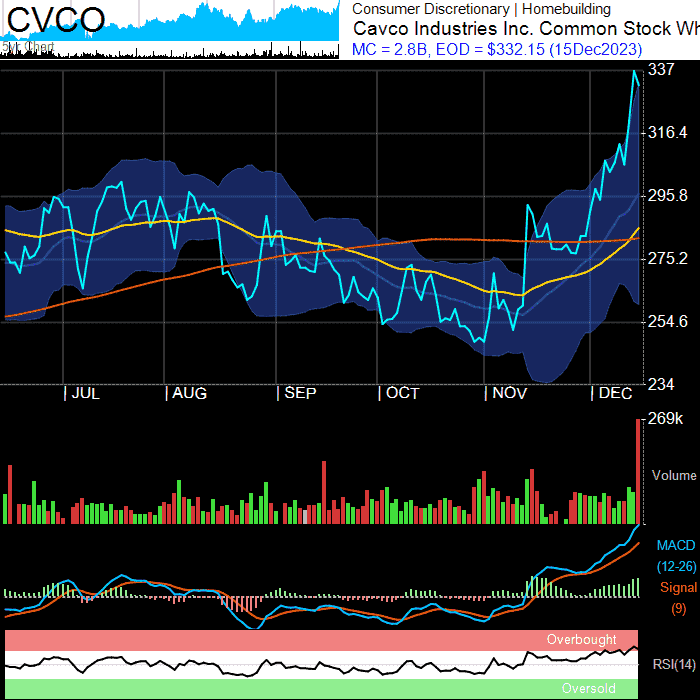 CVCO
5yr Chart
Consumer Discretionary | Homebuilding
Cavco Industries Inc. Common Stock Wh
MC = 2.8B, EOD = $332.15 (15Dec2023)
337
316.4
295.8
275.2
254.6
234
| JUL | AUG | SEP | OCT | NOV | DEC
269k
Volume
MACD
(12-26)
Signal
(9)
Overbought
RSI(14)
Oversold